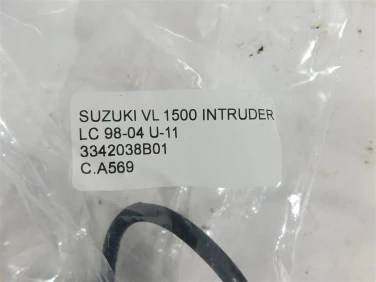 SUZUKI VL 1500 INTRUDER
LC 98-04 U-11
3342038B01
C.A569